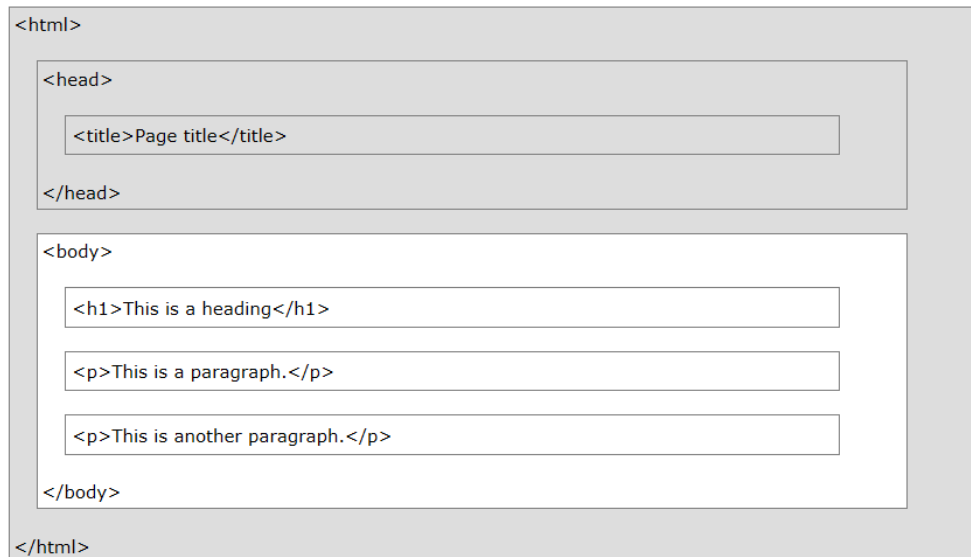 <html>
<head>
<title>Page title</title>
</head>
<body>
<h1>This is a heading</h1>
<p>This is a paragraph.</p>
<p>This is another paragraph.</p>
</body>
</html>